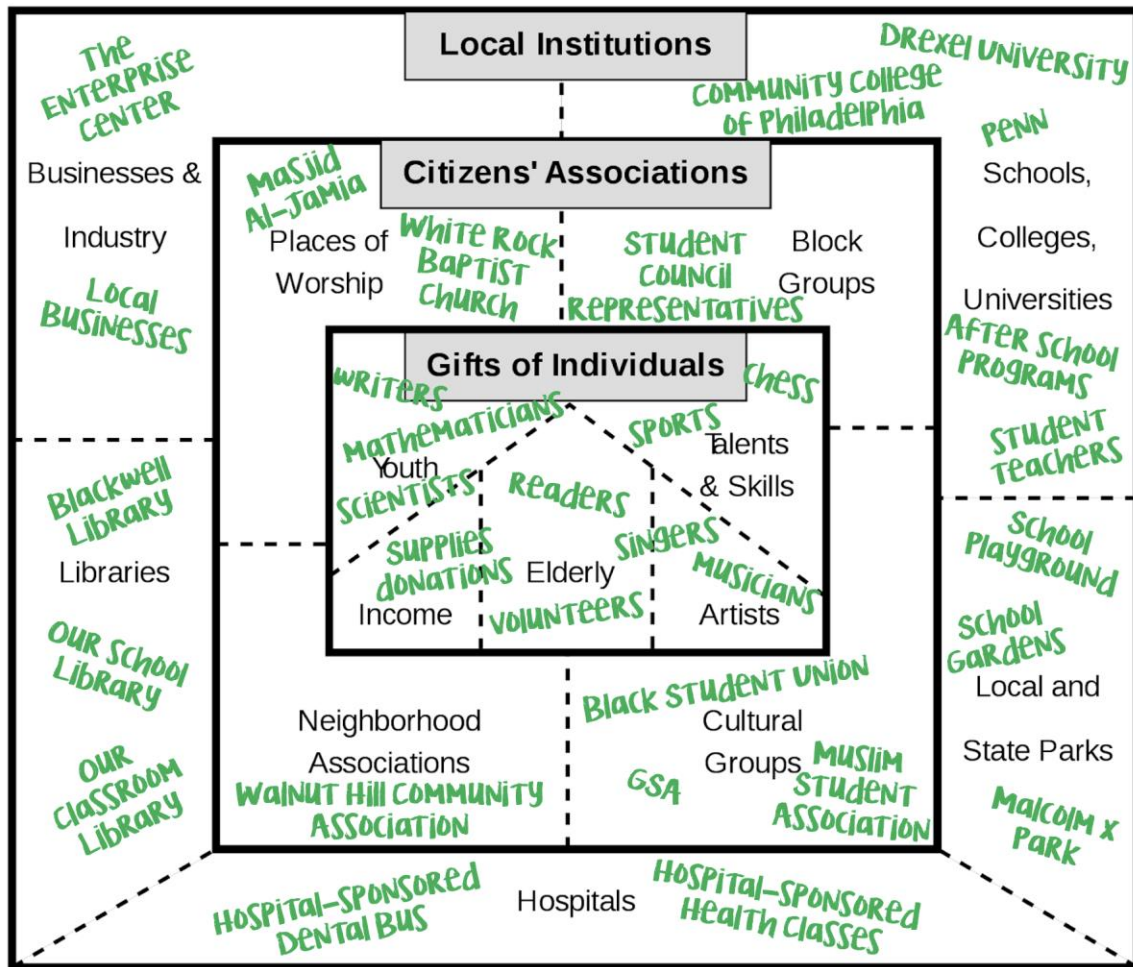 Local Institutions
THE
ENTERPRISE
CENTER
Businesses &
Industry
LOCAL
BUSINESSES
DREXEL UNIVERSITY
COMMUNITY COLLEGE
OF PHILADELPHIA
PENN
Schools,
Colleges,
Universities
AFTER SCHOOL
PROGRAMS
STUDENT
TEACHERS
Citizens' Associations
MASJID
AL-JAMIA
Places of
Worship
WHITE ROCK
BAPTIST
CHURCH
STUDENT
COUNCIL
REPRESENTATIVES
Block
Groups
Gifts of Individuals
WRITERS
MATHEMATICIANS
Youth
SCIENTISTS
CHESS
SPORTS
Talents
& Skills
READERS
SUPPLIES
DONATIONS
Income
Elderly
VOLUNTEERS
SINGERS
MUSICIANS
Artists
BLACKWELL
LIBRARY
Libraries
OUR SCHOOL
LIBRARY
OUR
CLASSROOM
LIBRARY
SCHOOL
PLAYGROUND
SCHOOL
GARDENS
Local and
State Parks
MALCOLM X
PARK
Neighborhood
Associations
WALNUT HILL COMMUNITY
ASSOCIATION
BLACK STUDENT UNION
Cultural
Groups
GSA
MUSLIM
STUDENT
ASSOCIATION
HOSPITAL-SPONSORED
DENTAL BUS
Hospitals
HOSPITAL-SPONSORED
HEALTH CLASSES